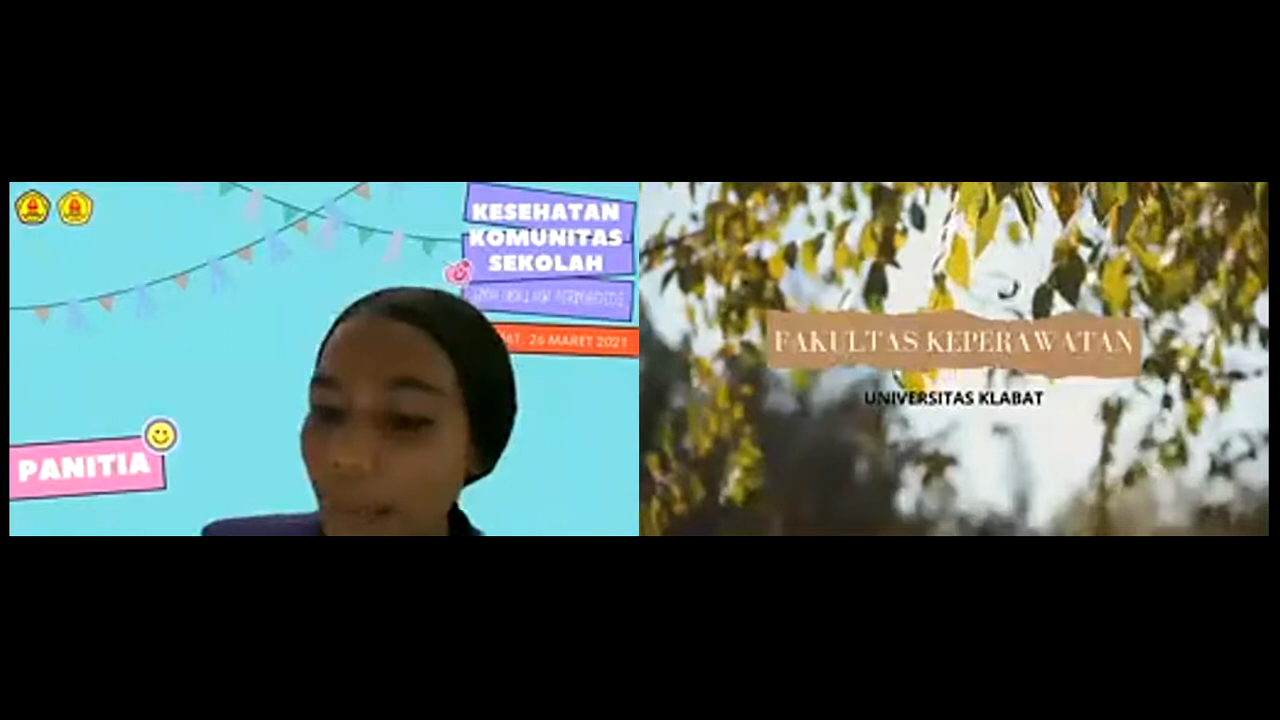 KESEHATAN
KOMUNITAS
SEKOLAH
26 MARET 2021
PANITIA
FAKULTAS KEPERAWATAN
UNIVERSITAS KLABAT